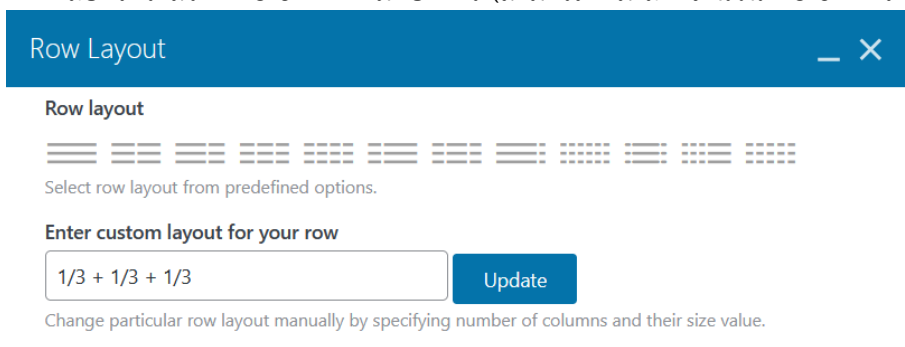 Row Layout
Row layout
Select row layout from predefined options.
Enter custom layout for your row
1/3 + 1/3 + 1/3
Update
Change particular row layout manually by specifying number of columns and their size value.